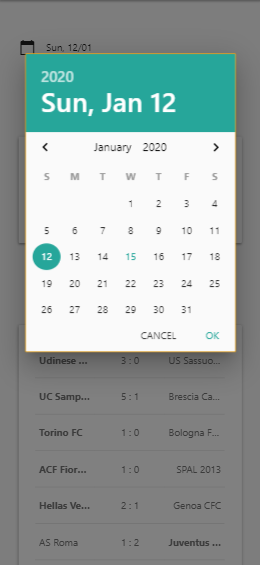 Sun, 12/01
2020
Sun, Jan 12
January 2020
S M T W T F S
1 2 3 4
5 6 7 8 9 10 11
12 13 14 15 16 17 18
19 20 21 22 23 24 25
26 27 28 29 30 31
CANCEL OK
Udinese ... 3 : 0 US Sassuo...
UC Samp... 5 : 1 Brescia Ca...
Torino FC 1 : 0 Bologna F...
ACF Fior... 1 : 0 SPAL 2013
Hellas Ve... 2 : 1 Genoa CFC
AS Roma 1 : 2 Juventus ...